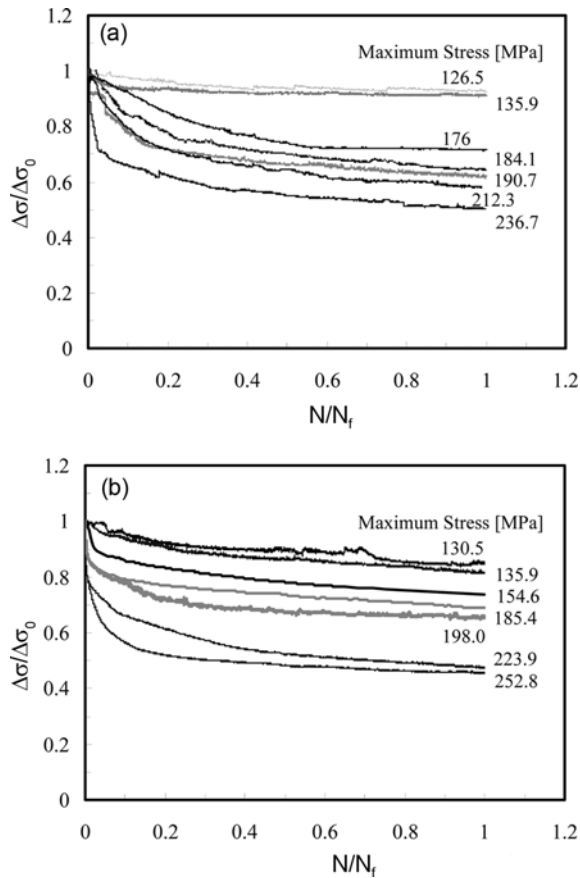 (a)
Maximum Stress [MPa]
126.5
135.9
176
184.1
190.7
212.3
236.7
1.2
1
0.8
0.6
0.4
0.2
0
Δσ/Δσ₀
0 0.2 0.4 0.6 0.8 1 1.2
N/N_f
(b)
Maximum Stress [MPa]
130.5
135.9
154.6
185.4
198.0
223.9
252.8
1.2
1
0.8
0.6
0.4
0.2
0
Δσ/Δσ₀
0 0.2 0.4 0.6 0.8 1 1.2
N/N_f